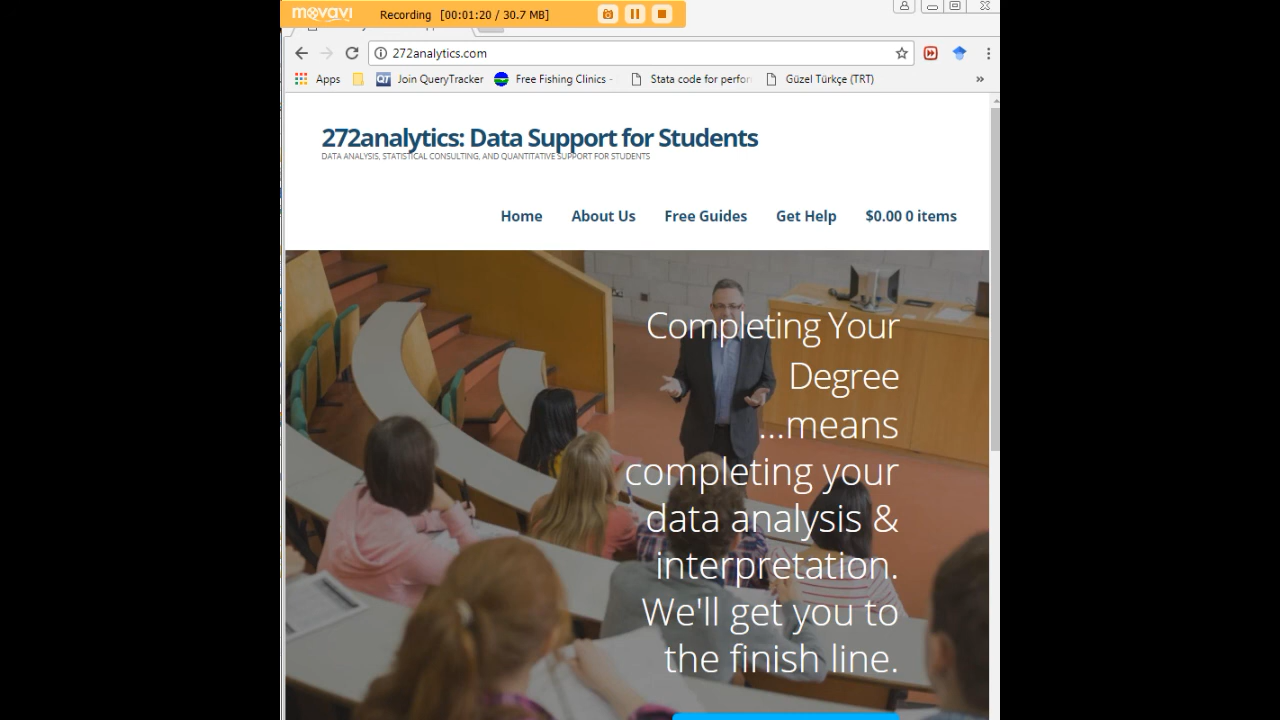 movavi
Recording [00:01:20 / 30.7 MB]
272analytics.com
Apps
QT Join QueryTracker
Free Fishing Clinics -
Stata code for perfor
Güzel Türkçe (TRT)
»
272analytics: Data Support for Students
DATA ANALYSIS, STATISTICAL CONSULTING, AND QUANTITATIVE SUPPORT FOR STUDENTS
Home About Us Free Guides Get Help $0.00 0 items
Completing Your
Degree
...means
completing your
data analysis &
interpretation.
We'll get you to
the finish line.